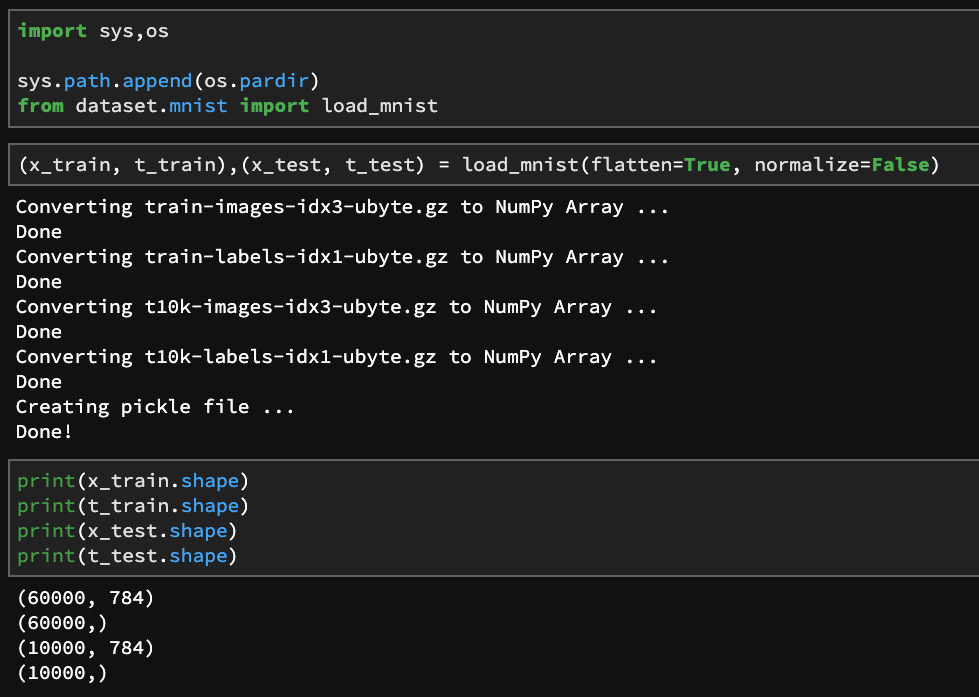 import sys,os
sys.path.append(os.pardir)
from dataset.mnist import load_mnist
(x_train, t_train),(x_test, t_test) = load_mnist(flatten=True, normalize=False)
Converting train-images-idx3-ubyte.gz to NumPy Array ...
Done
Converting train-labels-idx1-ubyte.gz to NumPy Array ...
Done
Converting t10k-images-idx3-ubyte.gz to NumPy Array ...
Done
Converting t10k-labels-idx1-ubyte.gz to NumPy Array ...
Done
Creating pickle file ...
Done!
print(x_train.shape)
print(t_train.shape)
print(x_test.shape)
print(t_test.shape)
(60000, 784)
(60000,)
(10000, 784)
(10000,)